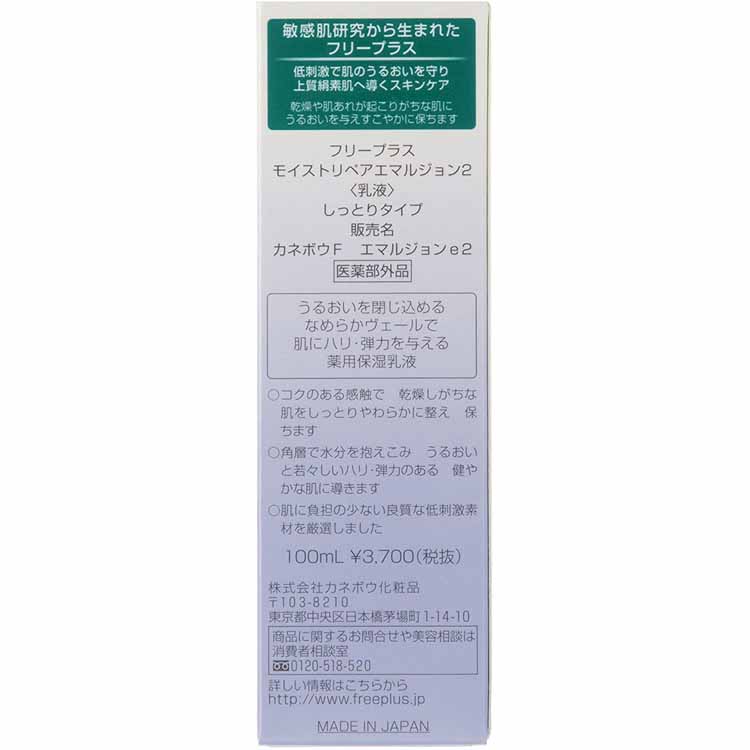 敏感肌研究から生まれた
フリープラス
低刺激で肌のうるおいを守り
上質絹素肌へ導くスキンケア
乾燥や肌あれが起こりがちな肌に
うるおいを与えすこやかに保ちます
フリープラス
モイストリペアエマルジョン2
〈乳液〉
しっとりタイプ
販売名
カネボウF　エマルジョンe2
医薬部外品
うるおいを閉じ込める
なめらかヴェールで
肌にハリ・弾力を与える
薬用保湿乳液
○コクのある感触で　乾燥しがちな
肌をしっとりやわらかに整え　保
ちます
○角層で水分を抱えこみ　うるおい
と若々しいハリ・弾力のある　健や
かな肌に導きます
○肌に負担の少ない良質な低刺激素
材を厳選しました
100mL ¥3,700(税抜)
株式会社カネボウ化粧品
〒103-8210
東京都中央区日本橋茅場町1-14-10
商品に関するお問合せや美容相談は
消費者相談室
0120-518-520
詳しい情報はこちらから
http://www.freeplus.jp
MADE IN JAPAN